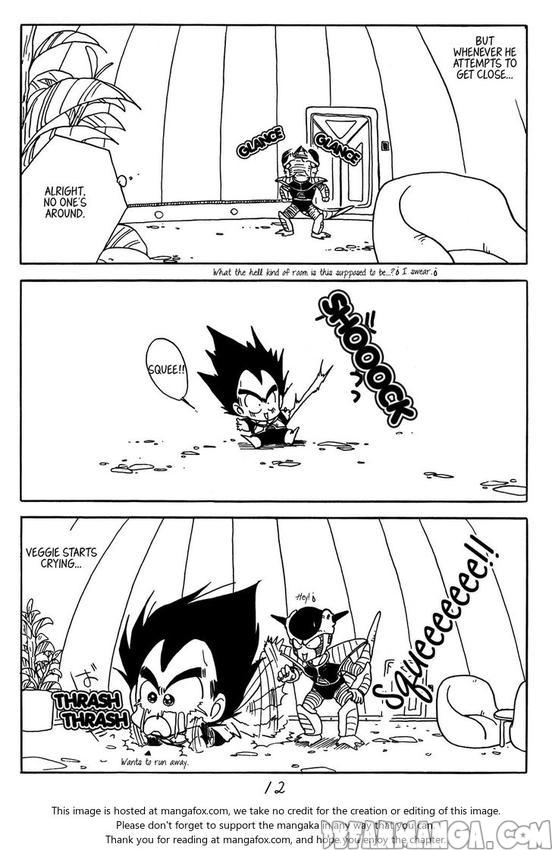 BUT
WHENEVER HE
ATTEMPTS TO
GET CLOSE...
GLANCE
GLANCE
ALRIGHT.
NO ONE'S
AROUND.
What the hell kind of room is this supposed to be...? I swear.
SHOOOOCK
SQUEE!!
VEGGIE STARTS
CRYING...
Hey!
Squeeeeeeee!!
ば
THRASH
THRASH
Wants to run away.
12
This image is hosted at mangafox.com, we take no credit for the creation or editing of this image.
Please don't forget to support the mangaka in any way that you can
Thank you for reading at mangafox.com, and hope you enjoy the chapter.